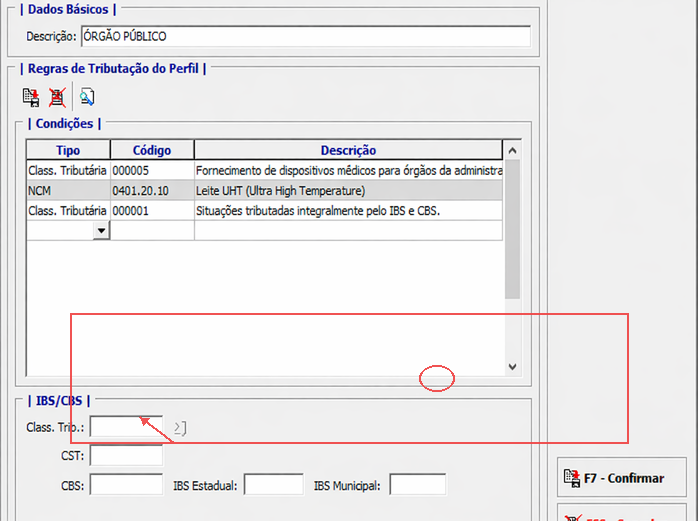 | Dados Básicos |
Descrição: ÓRGÃO PÚBLICO
| Regras de Tributação do Perfil |
| Condições |
Tipo Código Descrição
Class. Tributária 000005 Fornecimento de dispositivos médicos para órgãos da administra
NCM 0401.20.10 Leite UHT (Ultra High Temperature)
Class. Tributária 000001 Situações tributadas integralmente pelo IBS e CBS.
| IBS/CBS |
Class. Trib.:
CST:
CBS: IBS Estadual: IBS Municipal:
F7 - Confirmar